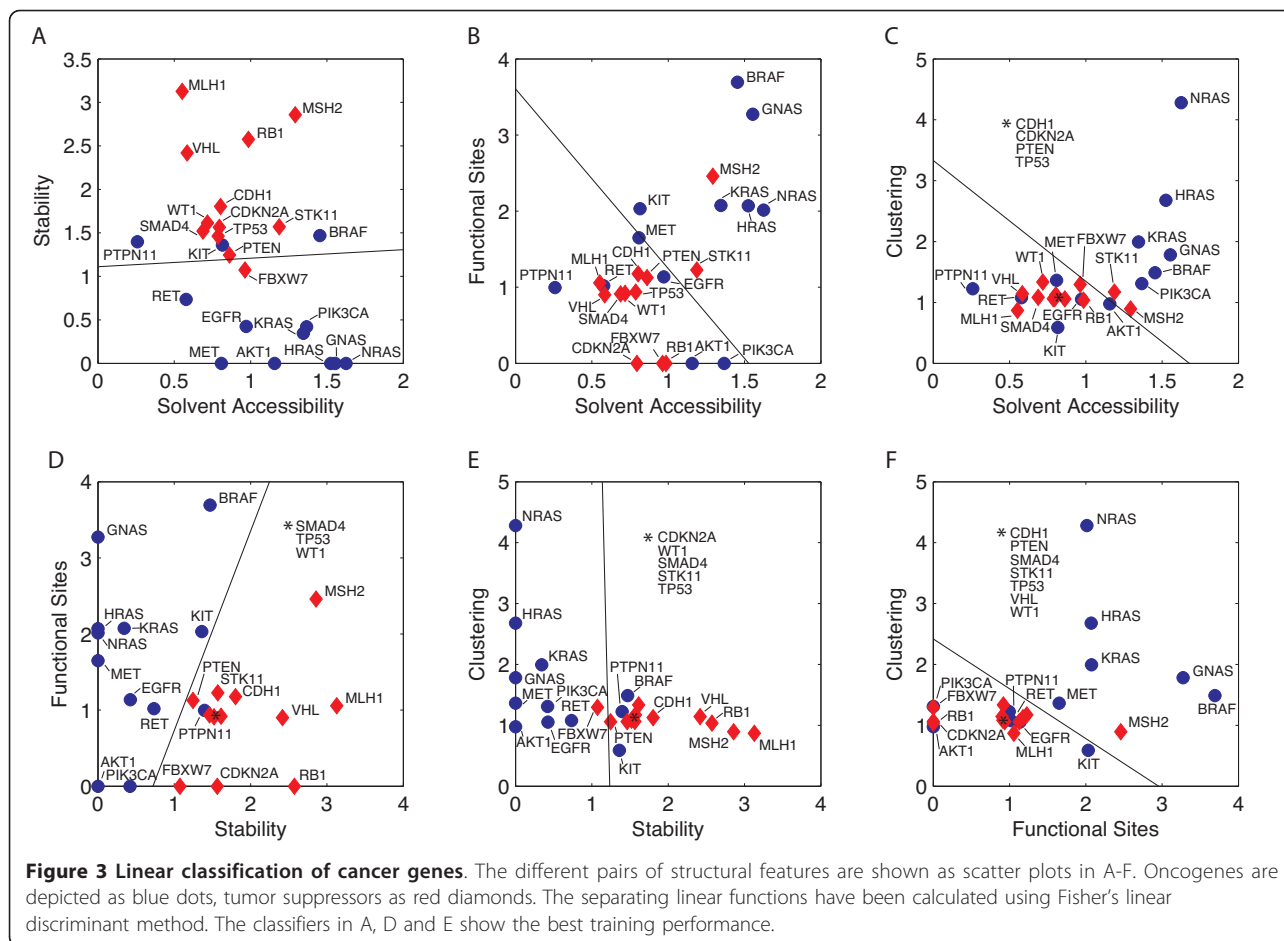 A
3.5
3
2.5
2
1.5
1
0.5
0
Stability
MLH1
MSH2
RB1
VHL
CDH1
WT1
CDKN2A
SMAD4
STK11
TP53
BRAF
PTPN11
KIT
PTEN
FBXW7
RET
EGFR
KRAS
PIK3CA
MET
AKT1
HRAS
GNAS
NRAS
0 0.5 1 1.5 2
Solvent Accessibility
B
4
3
2
1
0
Functional Sites
BRAF
GNAS
MSH2
KIT
KRAS
NRAS
HRAS
MET
CDH1
PTEN
STK11
MLH1
RET
PTPN11
EGFR
VHL
TP53
SMAD4
WT1
FBXW7
CDKN2A
RB1
AKT1
PIK3CA
0 0.5 1 1.5 2
Solvent Accessibility
C
5
4
3
2
1
0
Clustering
NRAS
* CDH1
CDKN2A
PTEN
TP53
HRAS
KRAS
GNAS
BRAF
PIK3CA
MET
FBXW7
WT1
STK11
PTPN11
VHL
RET
MLH1
SMAD4
EGFR
RB1
AKT1
MSH2
KIT
*
0 0.5 1 1.5 2
Solvent Accessibility
D
4
3
2
1
0
Functional Sites
BRAF
GNAS
* SMAD4
TP53
WT1
MSH2
HRAS
KRAS
NRAS
KIT
MET
PTEN
STK11
CDH1
EGFR
RET
PTPN11
*
VHL
MLH1
AKT1
PIK3CA
FBXW7
CDKN2A
RB1
0 1 2 3 4
Stability
E
5
4
3
2
1
0
Clustering
NRAS
* CDKN2A
WT1
SMAD4
STK11
TP53
HRAS
KRAS
GNAS
PTPN11
BRAF
MET
PIK3CA
CDH1
VHL
RB1
AKT1
EGFR
FBXW7
PTEN
*
KIT
MSH2
MLH1
0 1 2 3 4
Stability
F
5
4
3
2
1
0
Clustering
NRAS
* CDH1
PTEN
SMAD4
STK11
TP53
VHL
WT1
HRAS
KRAS
GNAS
BRAF
PIK3CA
FBXW7
PTPN11
RET
MET
RB1
CDKN2A
AKT1
*
EGFR
MLH1
KIT
MSH2
0 1 2 3 4
Functional Sites
Figure 3 Linear classification of cancer genes. The different pairs of structural features are shown as scatter plots in A-F. Oncogenes are
depicted as blue dots, tumor suppressors as red diamonds. The separating linear functions have been calculated using Fisher's linear
discriminant method. The classifiers in A, D and E show the best training performance.